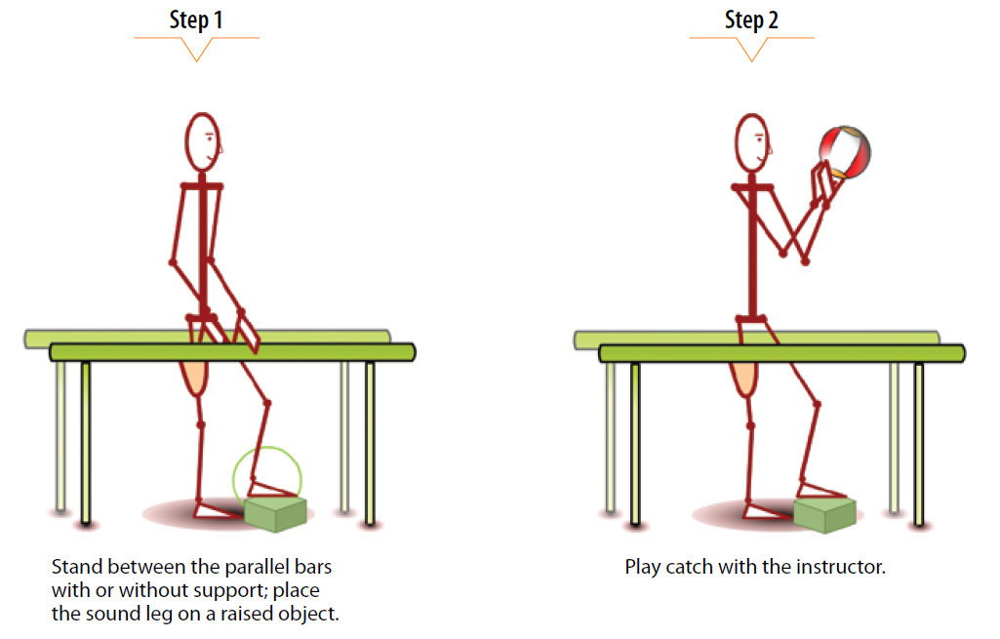 Step 1
Stand between the parallel bars
with or without support; place
the sound leg on a raised object.
Step 2
Play catch with the instructor.